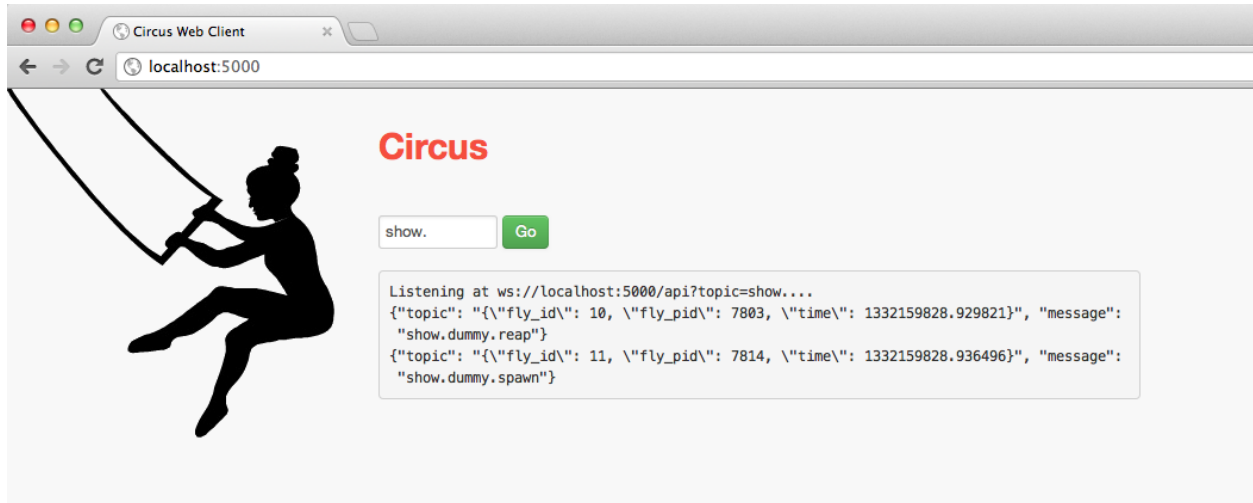 Circus Web Client
localhost:5000
Circus
show. Go
Listening at ws://localhost:5000/api?topic=show....
{"topic": "{\"fly_id\": 10, \"fly_pid\": 7803, \"time\": 1332159828.929821}", "message":
"show.dummy.reap"}
{"topic": "{\"fly_id\": 11, \"fly_pid\": 7814, \"time\": 1332159828.936496}", "message":
"show.dummy.spawn"}